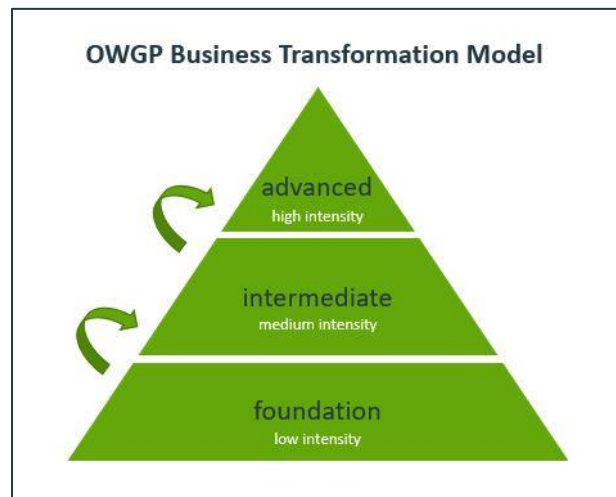 OWGP Business Transformation Model
advanced
high intensity
intermediate
medium intensity
foundation
low intensity